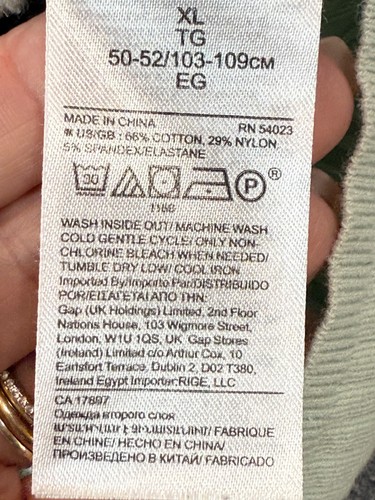 XL
TG
50-52/103-109CM
EG
MADE IN CHINA RN 54023
US/GB : 66% COTTON, 29% NYLON,
5% SPANDEX/ELASTANE
30 P ®
WASH INSIDE OUT/ MACHINE WASH
COLD GENTLE CYCLE/ ONLY NON-
CHLORINE BLEACH WHEN NEEDED/
TUMBLE DRY LOW/ COOL IRON
Imported By/Importe Par/DISTRIBUIDO
POR/ΕΙΣΑΓΕΤΑΙ ΑΠΟ ΤΗΝ:
Gap (UK Holdings) Limited, 2nd Floor
Nations House, 103 Wigmore Street,
London, W1U 1QS, UK Gap Stores
(Ireland) Limited c/o Arthur Cox, 10
Earlsfort Terrace, Dublin 2, D02 T380,
Ireland Egypt Importer:RIGE, LLC
CA 17897
Одежда второго слоя
FABRIQUE
EN CHINE/ HECHO EN CHINA/
ПРОИЗВЕДЕНО В КИТАЙ/ FABRICADO